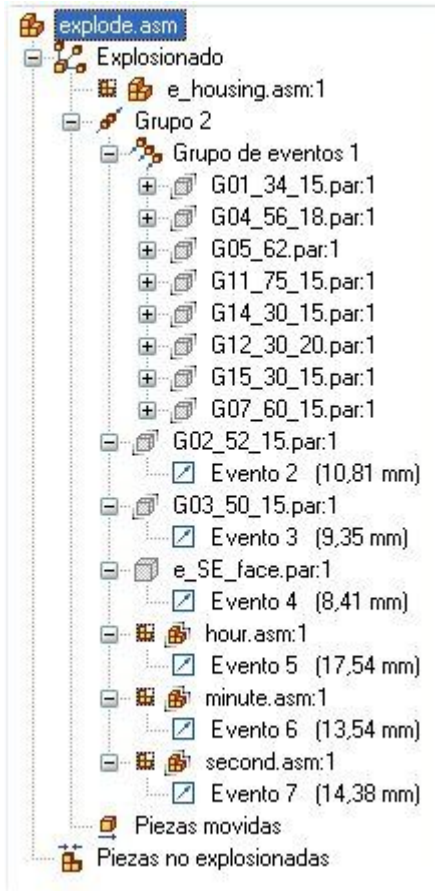 explode.asm
Explosionado
e_housing.asm:1
Grupo 2
Grupo de eventos 1
G01_34_15.par:1
G04_56_18.par:1
G05_62.par:1
G11_75_15.par:1
G14_30_15.par:1
G12_30_20.par:1
G15_30_15.par:1
G07_60_15.par:1
G02_52_15.par:1
Evento 2 (10,81 mm)
G03_50_15.par:1
Evento 3 (9,35 mm)
e_SE_face.par:1
Evento 4 (8,41 mm)
hour.asm:1
Evento 5 (17,54 mm)
minute.asm:1
Evento 6 (13,54 mm)
second.asm:1
Evento 7 (14,38 mm)
Piezas movidas
Piezas no explosionadas